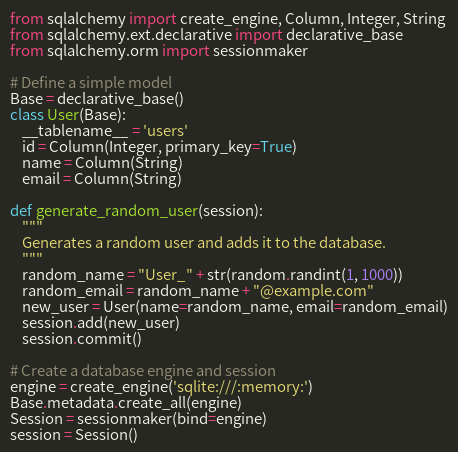 from sqlalchemy import create_engine, Column, Integer, String
from sqlalchemy.ext.declarative import declarative_base
from sqlalchemy.orm import sessionmaker

# Define a simple model
Base = declarative_base()
class User(Base):
    __tablename__ = 'users'
    id = Column(Integer, primary_key=True)
    name = Column(String)
    email = Column(String)

def generate_random_user(session):
    """
    Generates a random user and adds it to the database.
    """
    random_name = "User_" + str(random.randint(1, 1000))
    random_email = random_name + "@example.com"
    new_user = User(name=random_name, email=random_email)
    session.add(new_user)
    session.commit()

# Create a database engine and session
engine = create_engine('sqlite:///:memory:')
Base.metadata.create_all(engine)
Session = sessionmaker(bind=engine)
session = Session()